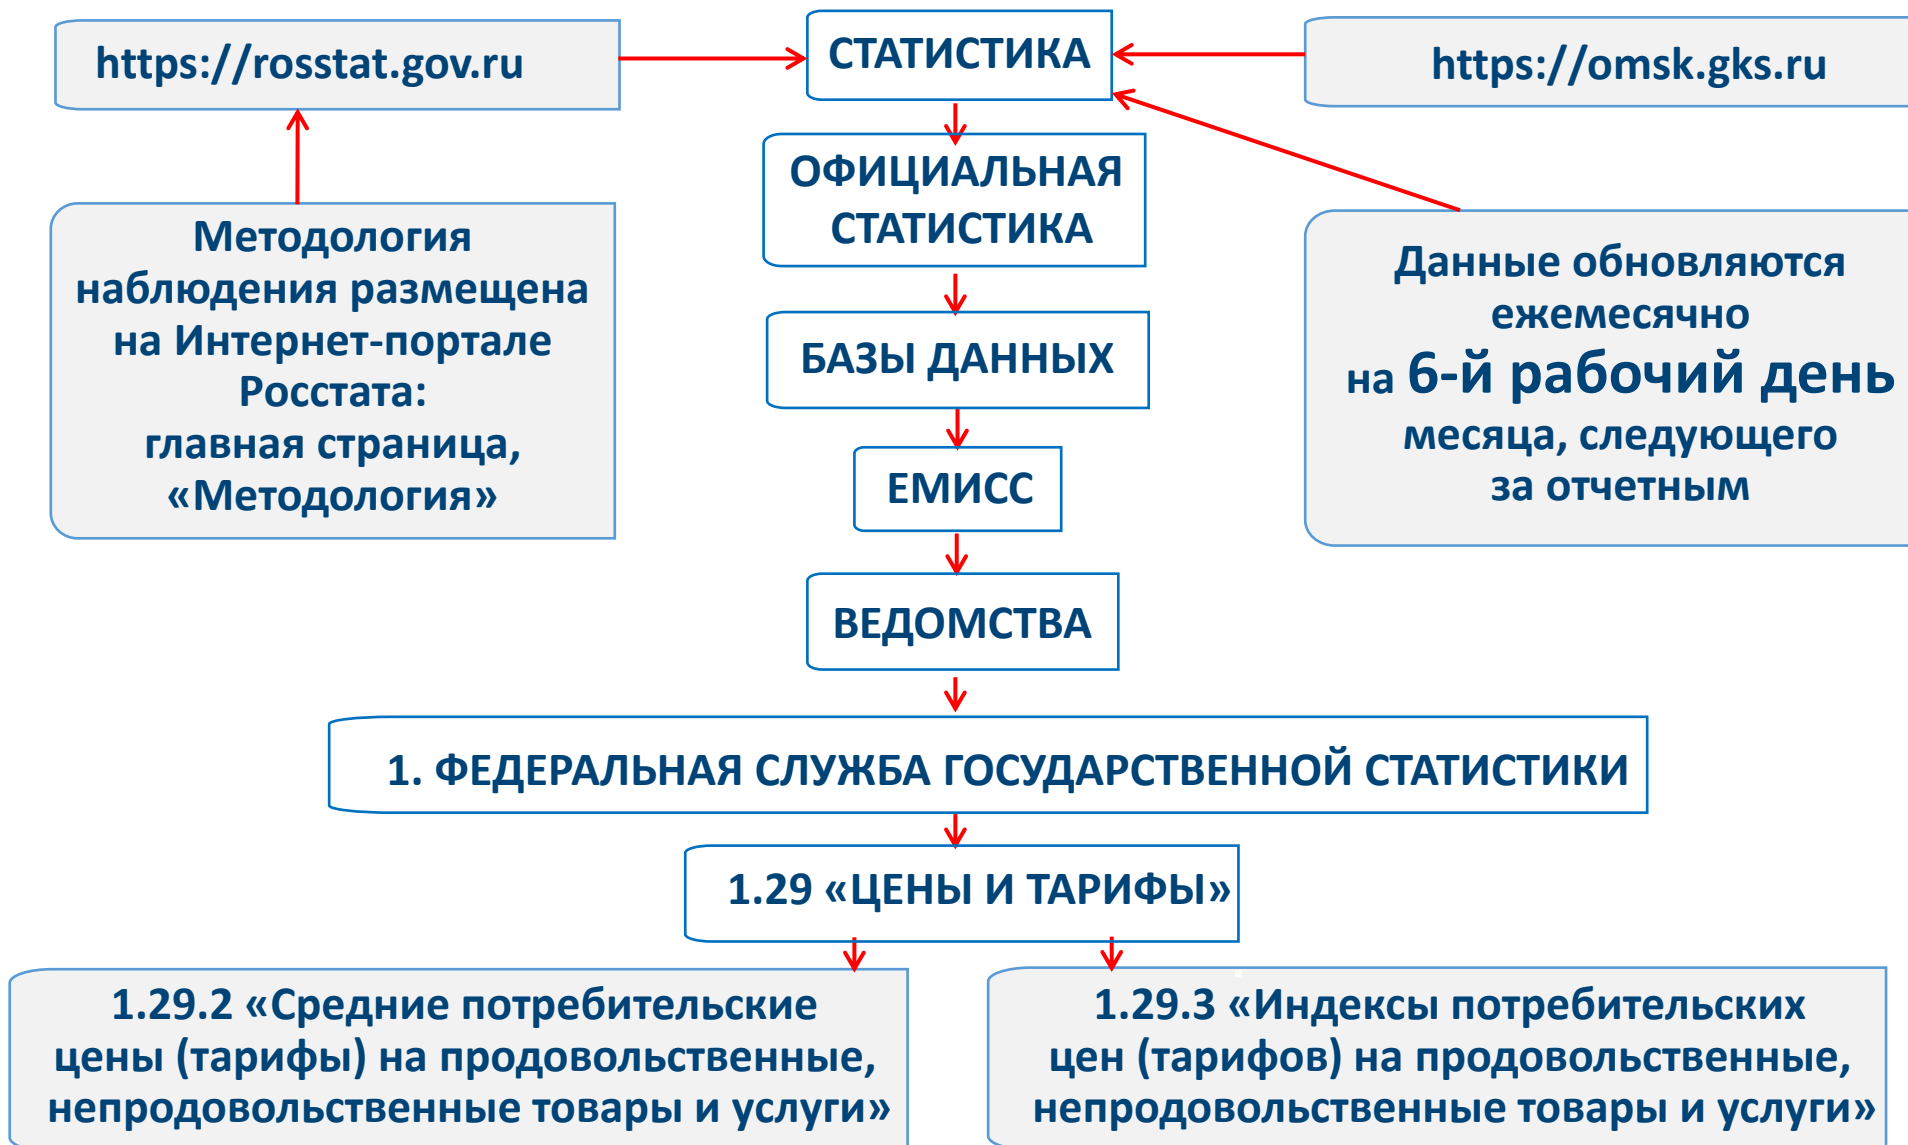 https://rosstat.gov.ru
СТАТИСТИКА
https://omsk.gks.ru
ОФИЦИАЛЬНАЯ
СТАТИСТИКА
Методология
наблюдения размещена
на Интернет-портале
Росстата:
главная страница,
«Методология»
Данные обновляются
ежемесячно
на 6-й рабочий день
месяца, следующего
за отчетным
БАЗЫ ДАННЫХ
ЕМИСС
ВЕДОМСТВА
1. ФЕДЕРАЛЬНАЯ СЛУЖБА ГОСУДАРСТВЕННОЙ СТАТИСТИКИ
1.29 «ЦЕНЫ И ТАРИФЫ»
1.29.2 «Средние потребительские
цены (тарифы) на продовольственные,
непродовольственные товары и услуги»
1.29.3 «Индексы потребительских
цен (тарифов) на продовольственные,
непродовольственные товары и услуги»